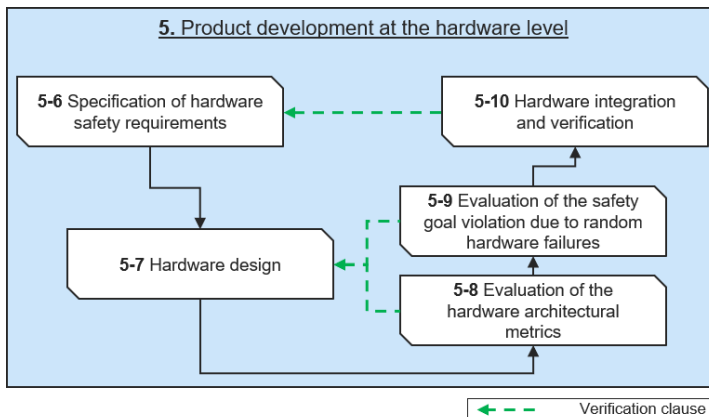 5. Product development at the hardware level
5-6 Specification of hardware
safety requirements
5-10 Hardware integration
and verification
5-9 Evaluation of the safety
goal violation due to random
hardware failures
5-7 Hardware design
5-8 Evaluation of the
hardware architectural
metrics
Verification clause